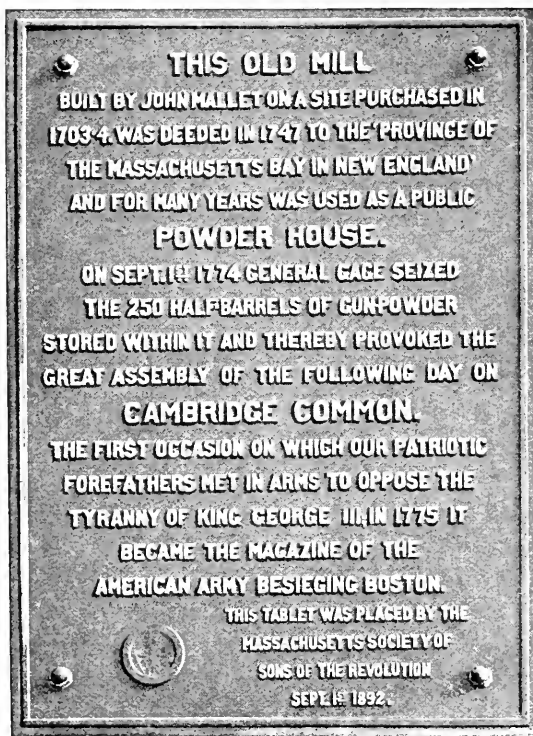 THIS OLD MILL
BUILT BY JOHN MALLET ON A SITE PURCHASED IN
1703-4. WAS DEEDED IN 1747 TO THE "PROVINCE OF
THE MASSACHUSETTS BAY IN NEW ENGLAND"
AND FOR MANY YEARS WAS USED AS A PUBLIC
POWDER HOUSE.
ON SEPT. 1ST 1774 GENERAL GAGE SEIZED
THE 250 HALF-BARRELS OF GUNPOWDER
STORED WITHIN IT AND THEREBY PROVOKED THE
GREAT ASSEMBLY OF THE FOLLOWING DAY ON
CAMBRIDGE COMMON.
THE FIRST OCCASION ON WHICH OUR PATRIOTIC
FOREFATHERS MET IN ARMS TO OPPOSE THE
TYRANNY OF KING GEORGE III, IN 1775 IT
BECAME THE MAGAZINE OF THE
AMERICAN ARMY BESIEGING BOSTON.
THIS TABLET WAS PLACED BY THE
MASSACHUSETTS SOCIETY OF
SONS OF THE REVOLUTION
SEPT. 1ST 1892.